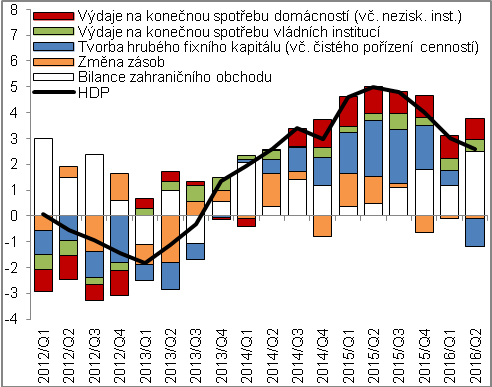 8
7
6
5
4
3
2
1
0
-1
-2
-3
-4
Výdaje na konečnou spotřebu domácností (vč. nezisk. inst.)
Výdaje na konečnou spotřebu vládních institucí
Tvorba hrubého fixního kapitálu (vč. čistého pořízení cenností)
Změna zásob
Bilance zahraničního obchodu
HDP
2012/Q1
2012/Q2
2012/Q3
2012/Q4
2013/Q1
2013/Q2
2013/Q3
2013/Q4
2014/Q1
2014/Q2
2014/Q3
2014/Q4
2015/Q1
2015/Q2
2015/Q3
2015/Q4
2016/Q1
2016/Q2